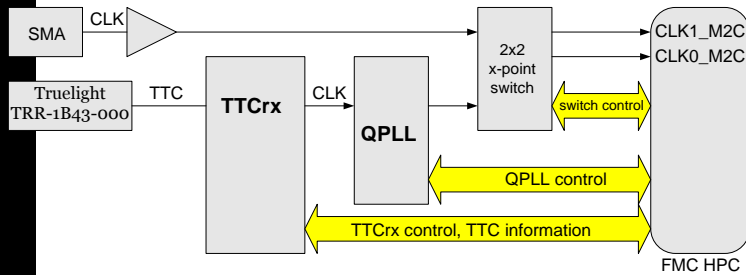 SMA
CLK
2x2
x-point
switch
CLK1_M2C
CLK0_M2C
Truelight
TRR-1B43-000
TTC
TTCrx
CLK
QPLL
switch control
QPLL control
TTCrx control, TTC information
FMC HPC